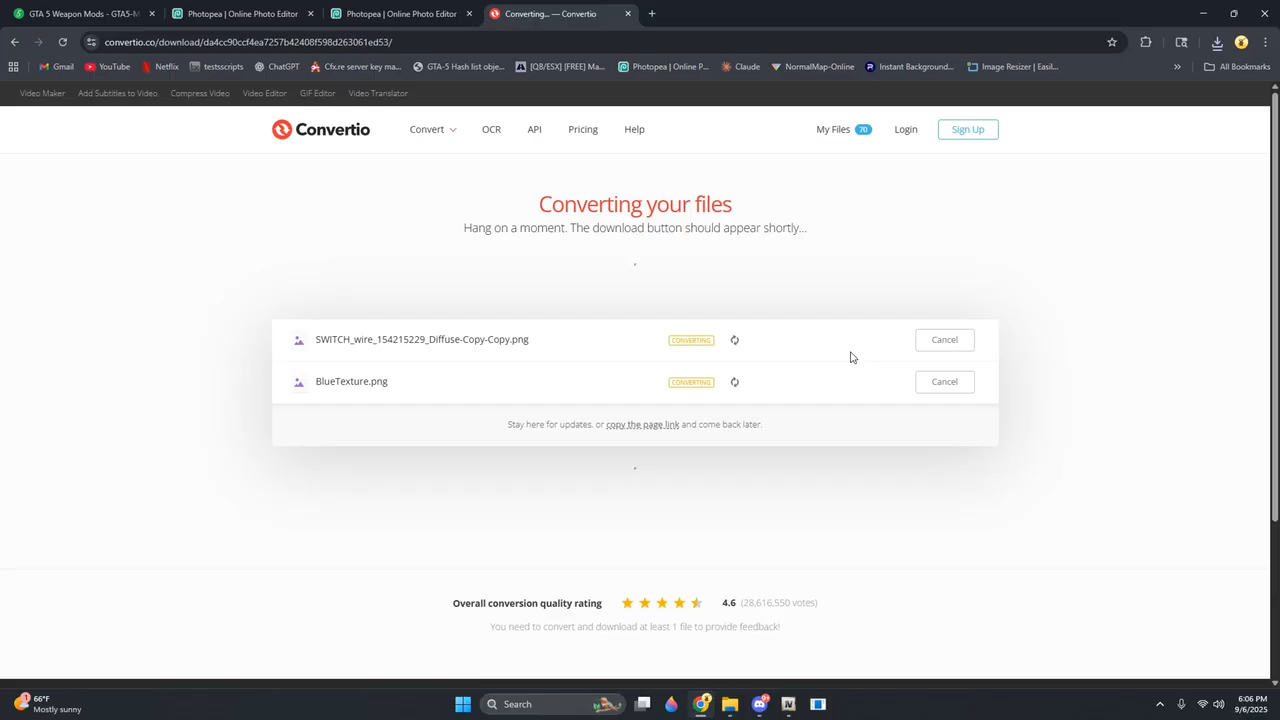 GTA 5 Weapon Mods - GTA5-M
Photopea | Online Photo Editor
Photopea | Online Photo Editor
Converting... — Convertio
convertio.co/download/da4cc90ccf4ea7257b42408f598d263061ed53/
Gmail
YouTube
Netflix
testsscripts
ChatGPT
Cfx.re server key ma...
GTA-5 Hash list objec...
[QB/ESX] [FREE] Ma...
Photopea | Online P...
Claude
NormalMap-Online
Instant Background...
Image Resizer | Easil...
All Bookmarks
Video Maker
Add Subtitles to Video
Compress Video
Video Editor
GIF Editor
Video Translator
Convertio
Convert
OCR
API
Pricing
Help
My Files 70
Login
Sign Up
Converting your files
Hang on a moment. The download button should appear shortly...
SWITCH_wire_154215229_Diffuse-Copy-Copy.png
CONVERTING
Cancel
BlueTexture.png
CONVERTING
Cancel
Stay here for updates. or copy the page link and come back later.
Overall conversion quality rating
4.6 (28,616,550 votes)
You need to convert and download at least 1 file to provide feedback!
1
66°F
Mostly sunny
Search
6:06 PM
9/6/2025